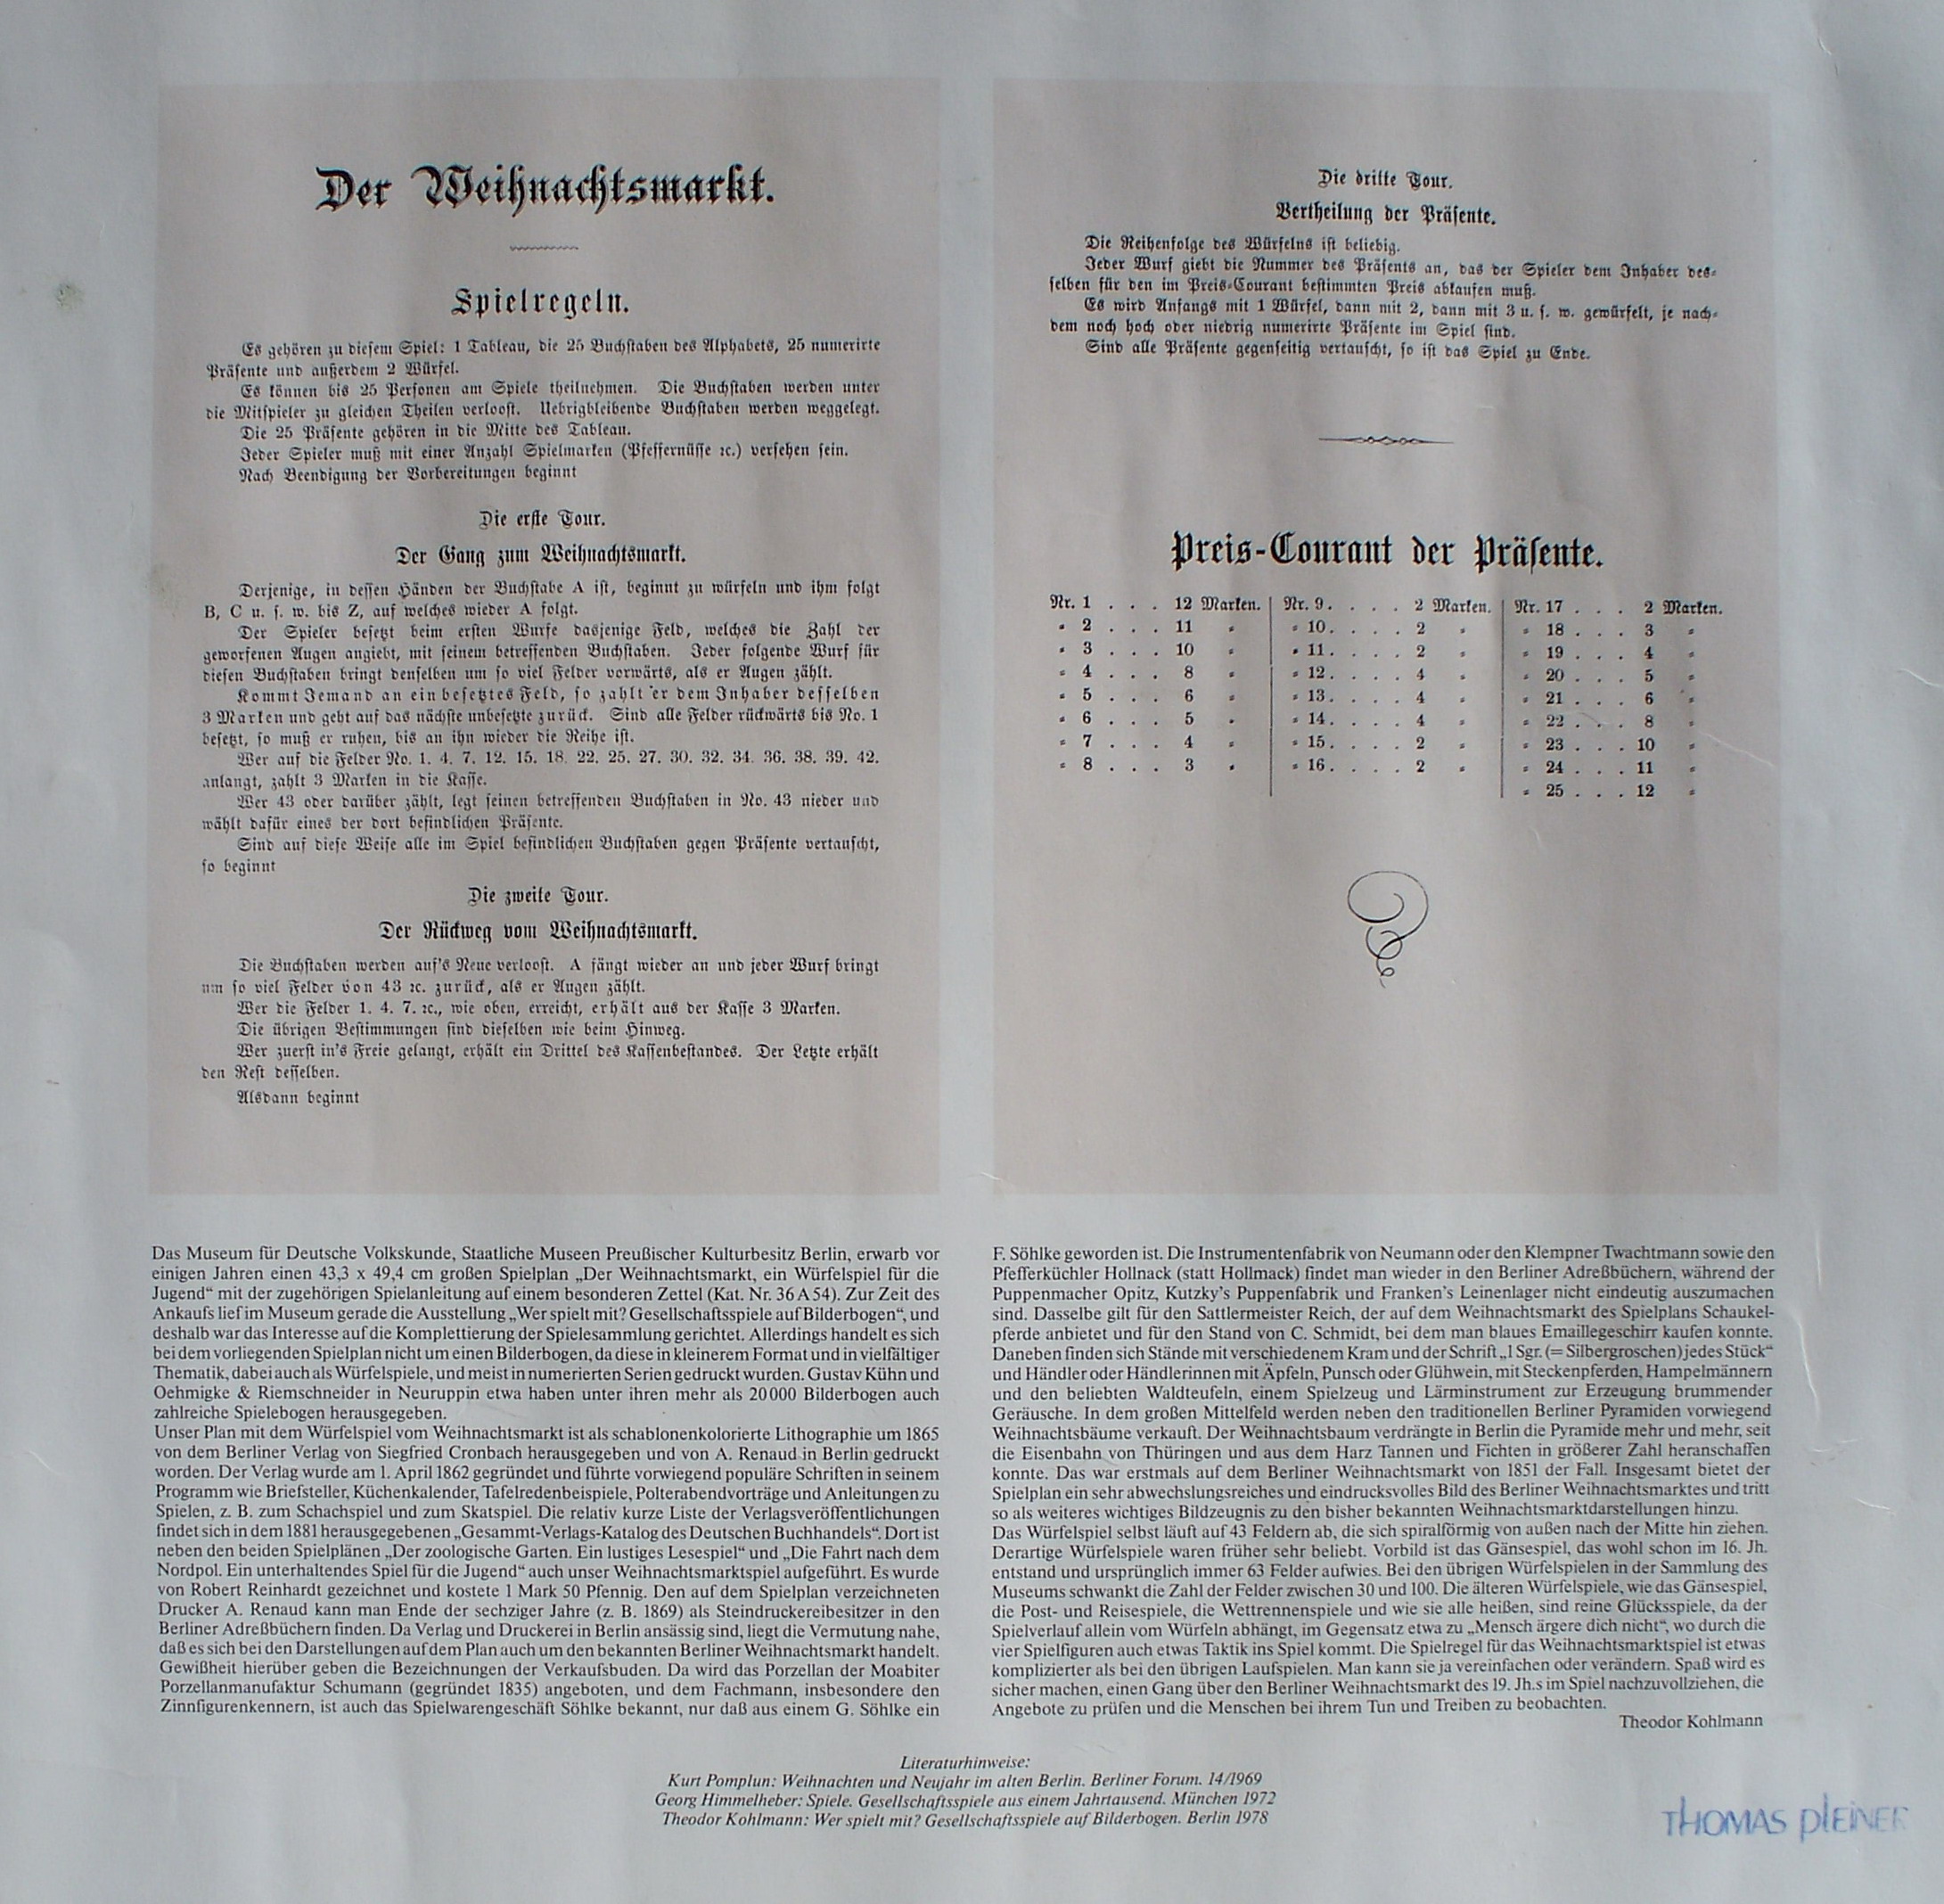 Der Weihnachtsmarkt.
Spielregeln.
Es gehören zu diesem Spiel: 1 Tableau, die 25 Buchstaben des Alphabets, 25 numerirte
Präsente und außerdem 2 Würfel.
Es können bis 25 Personen am Spiele theilnehmen. Die Buchstaben werden unter
die Mitspieler zu gleichen Theilen verloost. Uebrigbleibende Buchstaben werden weggelegt.
Die 25 Präsente gehören in die Mitte des Tableau.
Jeder Spieler muß mit einer Anzahl Spielmarken (Pfeffernüsse ꝛc.) versehen sein.
Nach Beendigung der Vorbereitungen beginnt
Die erste Tour.
Der Gang zum Weihnachtsmarkt.
Derjenige, in dessen Händen der Buchstabe A ist, beginnt zu würfeln und ihm folgt
B, C u. s. w. bis Z, auf welches wieder A folgt.
Der Spieler besetzt beim ersten Wurfe dasjenige Feld, welches die Zahl der
geworfenen Augen angiebt, mit seinem betreffenden Buchstaben. Jeder folgende Wurf für
diesen Buchstaben bringt denselben um so viel Felder vorwärts, als er Augen zählt.
Kommt Jemand an ein besetztes Feld, so zahlt er dem Inhaber desselben
3 Marken und geht auf das nächste unbesetzte zurück. Sind alle Felder rückwärts bis No. 1
besetzt, so muß er ruhen, bis an ihn wieder die Reihe ist.
Wer auf die Felder No. 1. 4. 7. 12. 15. 18. 22. 25. 27. 30. 32. 34. 36. 38. 39. 42.
anlangt, zahlt 3 Marken in die Kasse.
Wer 43 oder darüber zählt, legt seinen betreffenden Buchstaben in No. 43 nieder und
wählt dafür eines der dort befindlichen Präsente.
Sind auf diese Weise alle im Spiel befindlichen Buchstaben gegen Präsente vertauscht,
so beginnt
Die zweite Tour.
Der Rückweg vom Weihnachtsmarkt.
Die Buchstaben werden auf's Neue verloost. A fängt wieder an und jeder Wurf bringt
um so viel Felder von 43 ꝛc. zurück, als er Augen zählt.
Wer die Felder 1. 4. 7. ꝛc., wie oben, erreicht, erhält aus der Kasse 3 Marken.
Die übrigen Bestimmungen sind dieselben wie beim Hinweg.
Wer zuerst in's Freie gelangt, erhält ein Drittel des Kassenbestandes. Der Letzte erhält
den Rest desselben.
Alsdann beginnt
Die dritte Tour.
Vertheilung der Präsente.
Die Reihenfolge des Würfelns ist beliebig.
Jeder Wurf giebt die Nummer des Präsents an, das der Spieler dem Inhaber des-
selben für den im Preis-Courant bestimmten Preis abkaufen muß.
Es wird Anfangs mit 1 Würfel, dann mit 2, dann mit 3 u. s. w. gewürfelt, je nach-
dem noch hoch oder niedrig numerirte Präsente im Spiel sind.
Sind alle Präsente gegenseitig vertauscht, so ist das Spiel zu Ende.
Preis-Courant der Präsente.
Nr. 1 . . . 12 Marken. | Nr. 9. . . . 2 Marken. | Nr. 17 . . . 2 Marken.
" 2 . . . 11 " | " 10. . . . 2 " | " 18 . . . 3 "
" 3 . . . 10 " | " 11. . . . 2 " | " 19 . . . 4 "
" 4 . . . 8 " | " 12. . . . 4 " | " 20 . . . 5 "
" 5 . . . 6 " | " 13. . . . 4 " | " 21 . . . 6 "
" 6 . . . 5 " | " 14. . . . 4 " | " 22 . . . 8 "
" 7 . . . 4 " | " 15. . . . 2 " | " 23 . . . 10 "
" 8 . . . 3 " | " 16. . . . 2 " | " 24 . . . 11 "
" 25 . . . 12 "
Das Museum für Deutsche Volkskunde, Staatliche Museen Preußischer Kulturbesitz Berlin, erwarb vor
einigen Jahren einen 43,3 x 49,4 cm großen Spielplan „Der Weihnachtsmarkt, ein Würfelspiel für die
Jugend“ mit der zugehörigen Spielanleitung auf einem besonderen Zettel (Kat. Nr. 36 A 54). Zur Zeit des
Ankaufs lief im Museum gerade die Ausstellung „Wer spielt mit? Gesellschaftsspiele auf Bilderbogen“, und
deshalb war das Interesse auf die Komplettierung der Spielesammlung gerichtet. Allerdings handelt es sich
bei dem vorliegenden Spielplan nicht um einen Bilderbogen, da diese in kleinerem Format und in vielfältiger
Thematik, dabei auch als Würfelspiele, und meist in numerierten Serien gedruckt wurden. Gustav Kühn und
Oehmigke & Riemschneider in Neuruppin etwa haben unter ihren mehr als 20000 Bilderbogen auch
zahlreiche Spielebogen herausgegeben.
Unser Plan mit dem Würfelspiel vom Weihnachtsmarkt ist als schablonenkolorierte Lithographie um 1865
von dem Berliner Verlag von Siegfried Cronbach herausgegeben und von A. Renaud in Berlin gedruckt
worden. Der Verlag wurde am 1. April 1862 gegründet und führte vorwiegend populäre Schriften in seinem
Programm wie Briefsteller, Küchenkalender, Tafelredenbeispiele, Polterabendvorträge und Anleitungen zu
Spielen, z. B. zum Schachspiel und zum Skatspiel. Die relativ kurze Liste der Verlagsveröffentlichungen
findet sich in dem 1881 herausgegebenen „Gesammt-Verlags-Katalog des Deutschen Buchhandels“. Dort ist
neben den beiden Spielplänen „Der zoologische Garten. Ein lustiges Lesespiel“ und „Die Fahrt nach dem
Nordpol. Ein unterhaltendes Spiel für die Jugend“ auch unser Weihnachtsmarktspiel aufgeführt. Es wurde
von Robert Reinhardt gezeichnet und kostete 1 Mark 50 Pfennig. Den auf dem Spielplan verzeichneten
Drucker A. Renaud kann man Ende der sechziger Jahre (z. B. 1869) als Steindruckereibesitzer in den
Berliner Adreßbüchern finden. Da Verlag und Druckerei in Berlin ansässig sind, liegt die Vermutung nahe,
daß es sich bei den Darstellungen auf dem Plan auch um den bekannten Berliner Weihnachtsmarkt handelt.
Gewißheit hierüber geben die Bezeichnungen der Verkaufsbuden. Da wird das Porzellan der Moabiter
Porzellanmanufaktur Schumann (gegründet 1835) angeboten, und dem Fachmann, insbesondere den
Zinnfigurenkennern, ist auch das Spielwarengeschäft Söhlke bekannt, nur daß aus einem G. Söhlke ein
F. Söhlke geworden ist. Die Instrumentenfabrik von Neumann oder den Klempner Twachtmann sowie den
Pfefferküchler Hollnack (statt Hollmack) findet man wieder in den Berliner Adreßbüchern, während der
Puppenmacher Opitz, Kutzky's Puppenfabrik und Franken's Leinenlager nicht eindeutig auszumachen
sind. Dasselbe gilt für den Sattlermeister Reich, der auf dem Weihnachtsmarkt des Spielplans Schaukel-
pferde anbietet und für den Stand von C. Schmidt, bei dem man blaues Emaillegeschirr kaufen konnte.
Daneben finden sich Stände mit verschiedenem Kram und der Schrift „1 Sgr. (= Silbergroschen) jedes Stück“
und Händler oder Händlerinnen mit Äpfeln, Punsch oder Glühwein, mit Steckenpferden, Hampelmännern
und den beliebten Waldteufeln, einem Spielzeug und Lärminstrument zur Erzeugung brummender
Geräusche. In dem großen Mittelfeld werden neben den traditionellen Berliner Pyramiden vorwiegend
Weihnachtsbäume verkauft. Der Weihnachtsbaum verdrängte in Berlin die Pyramide mehr und mehr, seit
die Eisenbahn von Thüringen und aus dem Harz Tannen und Fichten in größerer Zahl heranschaffen
konnte. Das war erstmals auf dem Berliner Weihnachtsmarkt von 1851 der Fall. Insgesamt bietet der
Spielplan ein sehr abwechslungsreiches und eindrucksvolles Bild des Berliner Weihnachtsmarktes und tritt
so als weiteres wichtiges Bildzeugnis zu den bisher bekannten Weihnachtsmarktdarstellungen hinzu.
Das Würfelspiel selbst läuft auf 43 Feldern ab, die sich spiralförmig von außen nach der Mitte hin ziehen.
Derartige Würfelspiele waren früher sehr beliebt. Vorbild ist das Gänsespiel, das wohl schon im 16. Jh.
entstand und ursprünglich immer 63 Felder aufwies. Bei den übrigen Würfelspielen in der Sammlung des
Museums schwankt die Zahl der Felder zwischen 30 und 100. Die älteren Würfelspiele, wie das Gänsespiel,
die Post- und Reisespiele, die Wettrennenspiele und wie sie alle heißen, sind reine Glücksspiele, da der
Spielverlauf allein vom Würfeln abhängt, im Gegensatz etwa zu „Mensch ärgere dich nicht“, wo durch die
vier Spielfiguren auch etwas Taktik ins Spiel kommt. Die Spielregel für das Weihnachtsmarktspiel ist etwas
komplizierter als bei den übrigen Laufspielen. Man kann sie ja vereinfachen oder verändern. Spaß wird es
sicher machen, einen Gang über den Berliner Weihnachtsmarkt des 19. Jh.s im Spiel nachzuvollziehen, die
Angebote zu prüfen und die Menschen bei ihrem Tun und Treiben zu beobachten.
Theodor Kohlmann
Literaturhinweise:
Kurt Pomplun: Weihnachten und Neujahr im alten Berlin. Berliner Forum. 14/1969
Georg Himmelheber: Spiele. Gesellschaftsspiele aus einem Jahrtausend. München 1972
Theodor Kohlmann: Wer spielt mit? Gesellschaftsspiele auf Bilderbogen. Berlin 1978
THOMAS PLEINER